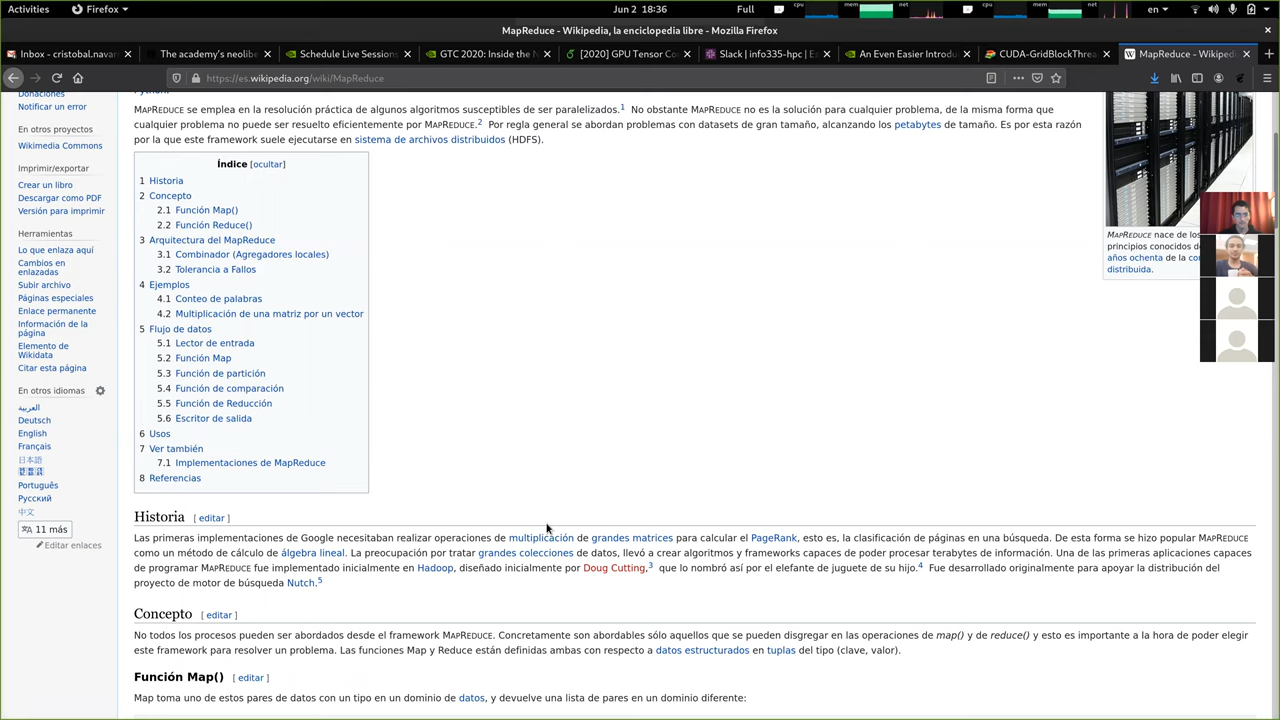 Activities
Firefox
Jun 2 18:36
Full
cpu
mem
net
cpu
mem
net
en
MapReduce - Wikipedia, la enciclopedia libre - Mozilla Firefox
Inbox - cristobal.navar
The academy's neolibe
Schedule Live Sessions
GTC 2020: Inside the N
[2020] GPU Tensor Co
Slack | info335-hpc | E
An Even Easier Introdu
CUDA-GridBlockThrea
MapReduce - Wikipedi
https://es.wikipedia.org/wiki/MapReduce
Donaciones
Notificar un error
En otros proyectos
Wikimedia Commons
Imprimir/exportar
Crear un libro
Descargar como PDF
Versión para imprimir
Herramientas
Lo que enlaza aquí
Cambios en
enlazadas
Subir archivo
Páginas especiales
Enlace permanente
Información de la
página
Elemento de
Wikidata
Citar esta página
En otros idiomas
العربية
Deutsch
English
Français
日本語
Português
Русский
中文
11 más
Editar enlaces
Python.
MAPREDUCE se emplea en la resolución práctica de algunos algoritmos susceptibles de ser paralelizados.1 No obstante MAPREDUCE no es la solución para cualquier problema, de la misma forma que
cualquier problema no puede ser resuelto eficientemente por MAPREDUCE.2 Por regla general se abordan problemas con datasets de gran tamaño, alcanzando los petabytes de tamaño. Es por esta razón
por la que este framework suele ejecutarse en sistema de archivos distribuidos (HDFS).
Índice [ocultar]
1 Historia
2 Concepto
2.1 Función Map()
2.2 Función Reduce()
3 Arquitectura del MapReduce
3.1 Combinador (Agregadores locales)
3.2 Tolerancia a Fallos
4 Ejemplos
4.1 Conteo de palabras
4.2 Multiplicación de una matriz por un vector
5 Flujo de datos
5.1 Lector de entrada
5.2 Función Map
5.3 Función de partición
5.4 Función de comparación
5.5 Función de Reducción
5.6 Escritor de salida
6 Usos
7 Ver también
7.1 Implementaciones de MapReduce
8 Referencias
MAPREDUCE nace de los
principios conocidos de
años ochenta de la co
distribuida.
Historia [ editar ]
Las primeras implementaciones de Google necesitaban realizar operaciones de multiplicación de grandes matrices para calcular el PageRank, esto es, la clasificación de páginas en una búsqueda. De esta forma se hizo popular MAPREDUCE
como un método de cálculo de álgebra lineal. La preocupación por tratar grandes colecciones de datos, llevó a crear algoritmos y frameworks capaces de poder procesar terabytes de información. Una de las primeras aplicaciones capaces
de programar MAPREDUCE fue implementado inicialmente en Hadoop, diseñado inicialmente por Doug Cutting,3 que lo nombró así por el elefante de juguete de su hijo.4 Fue desarrollado originalmente para apoyar la distribución del
proyecto de motor de búsqueda Nutch.5
Concepto [ editar ]
No todos los procesos pueden ser abordados desde el framework MAPREDUCE. Concretamente son abordables sólo aquellos que se pueden disgregar en las operaciones de map() y de reduce() y esto es importante a la hora de poder elegir
este framework para resolver un problema. Las funciones Map y Reduce están definidas ambas con respecto a datos estructurados en tuplas del tipo (clave, valor).
Función Map() [ editar ]
Map toma uno de estos pares de datos con un tipo en un dominio de datos, y devuelve una lista de pares en un dominio diferente: